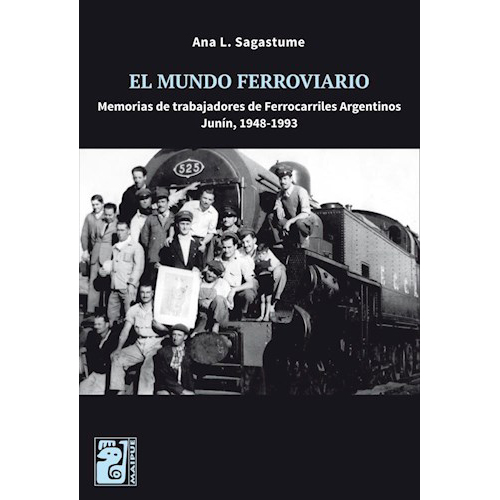 Ana L. Sagastume
EL MUNDO FERROVIARIO
Memorias de trabajadores de Ferrocarriles Argentinos
Junín, 1948-1993
525
MAIPUE